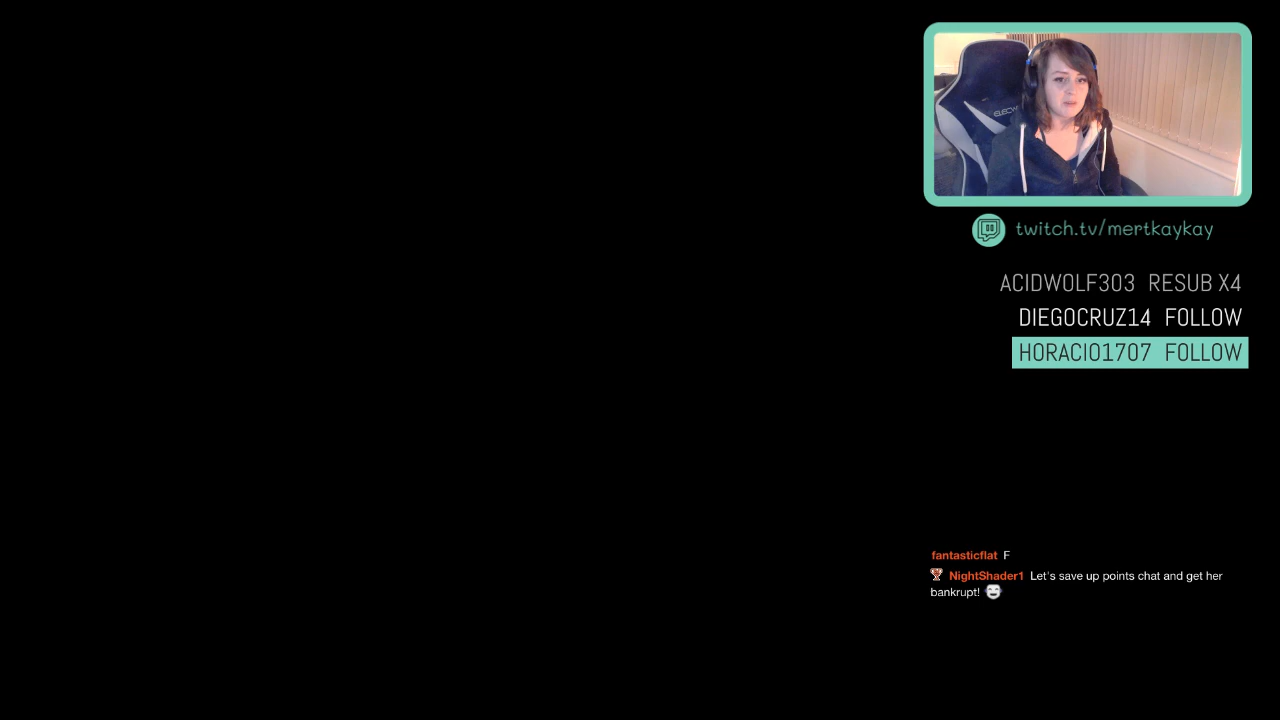 twitch.tv/mertkaykay
ACIDWOLF303 RESUB X4
DIEGOCRUZ14 FOLLOW
HORACIO1707 FOLLOW
fantasticflat F
NightShader1 Let's save up points chat and get her
bankrupt!